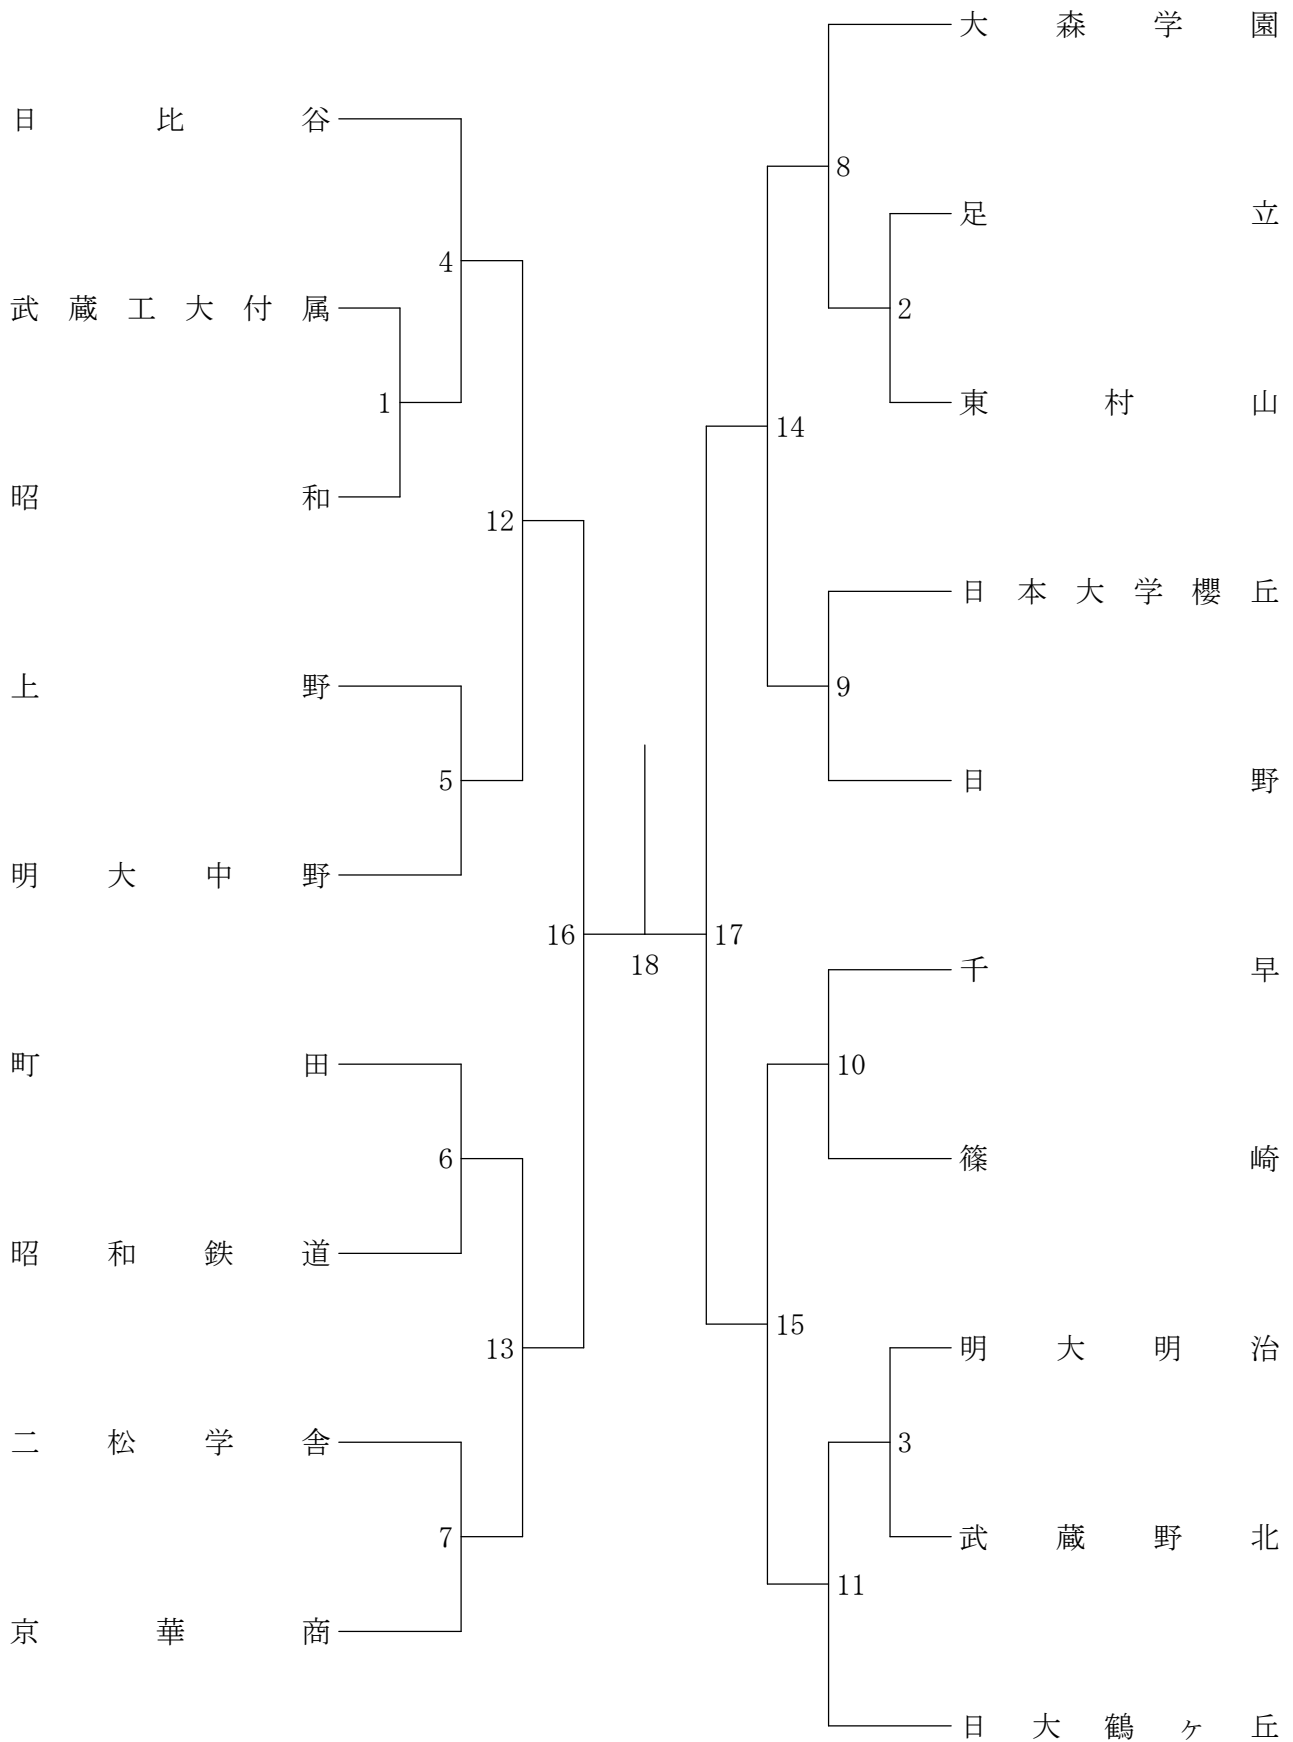 大森学園
日比谷
8
足立
4
武蔵工大付属
2
1
東村山
14
昭和
12
日本大学櫻丘
上野
9
5
日野
明大中野
16
17
18
千早
町田
10
6
篠崎
昭和鉄道
15
13
明大明治
二松学舎
3
7
武蔵野北
11
京華商
日大鶴ヶ丘